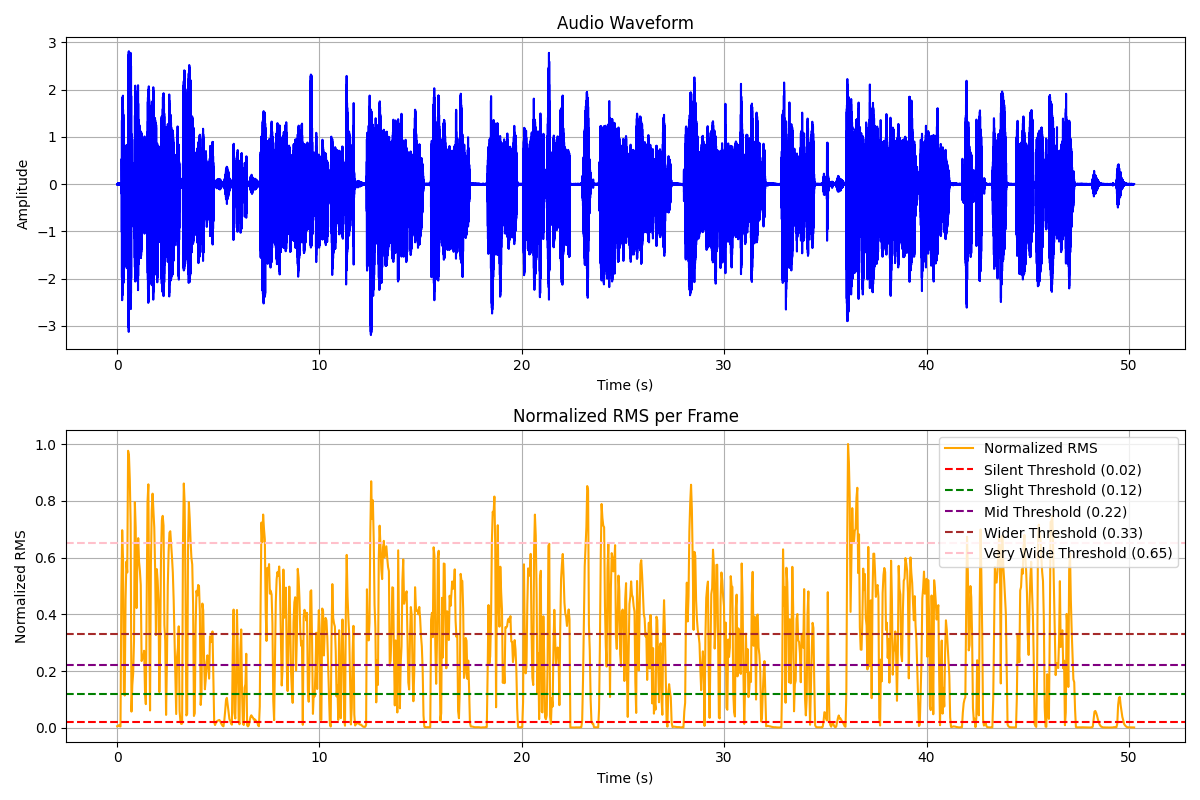 Audio Waveform
3
2
1
0
−1
−2
−3
Amplitude
0 10 20 30 40 50
Time (s)
Normalized RMS per Frame
1.0
0.8
0.6
0.4
0.2
0.0
Normalized RMS
Normalized RMS
Silent Threshold (0.02)
Slight Threshold (0.12)
Mid Threshold (0.22)
Wider Threshold (0.33)
Very Wide Threshold (0.65)
0 10 20 30 40 50
Time (s)